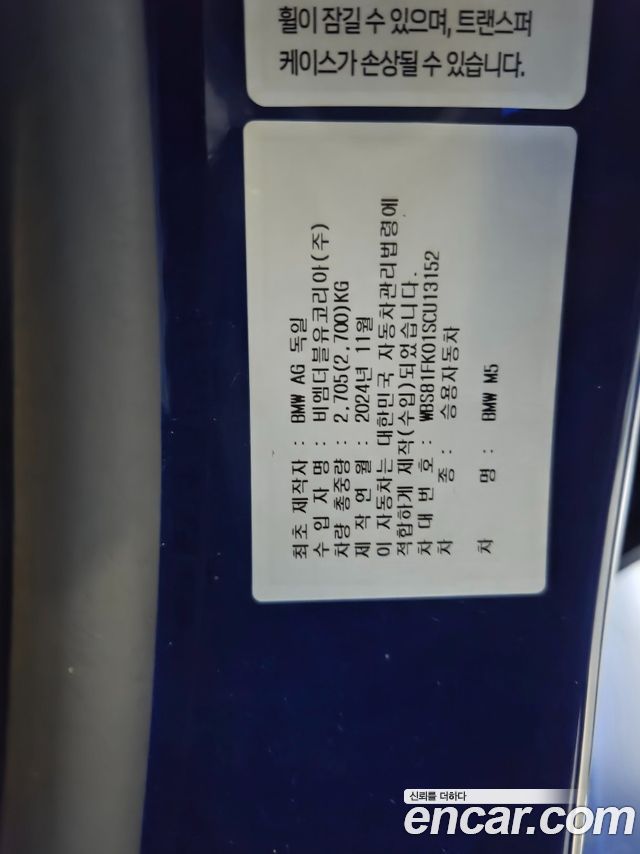 휠이 잠길 수 있으며, 트랜스퍼
케이스가 손상될 수 있습니다.
최초 제작자 : BMW AG 독일
수 입 자 명 : 비엠더블유코리아(주)
차량 총중량 : 2,705(2,700)KG
제 작 연 월 : 2024년 11월
이 자동차는 대한민국 자동차관리법령에
적합하게 제작(수입)되었습니다.
차 대 번 호 : WBS81FK01SCU13152
차 종 : 승용자동차
차 명 : BMW M5
신뢰를 더하다
encar.com